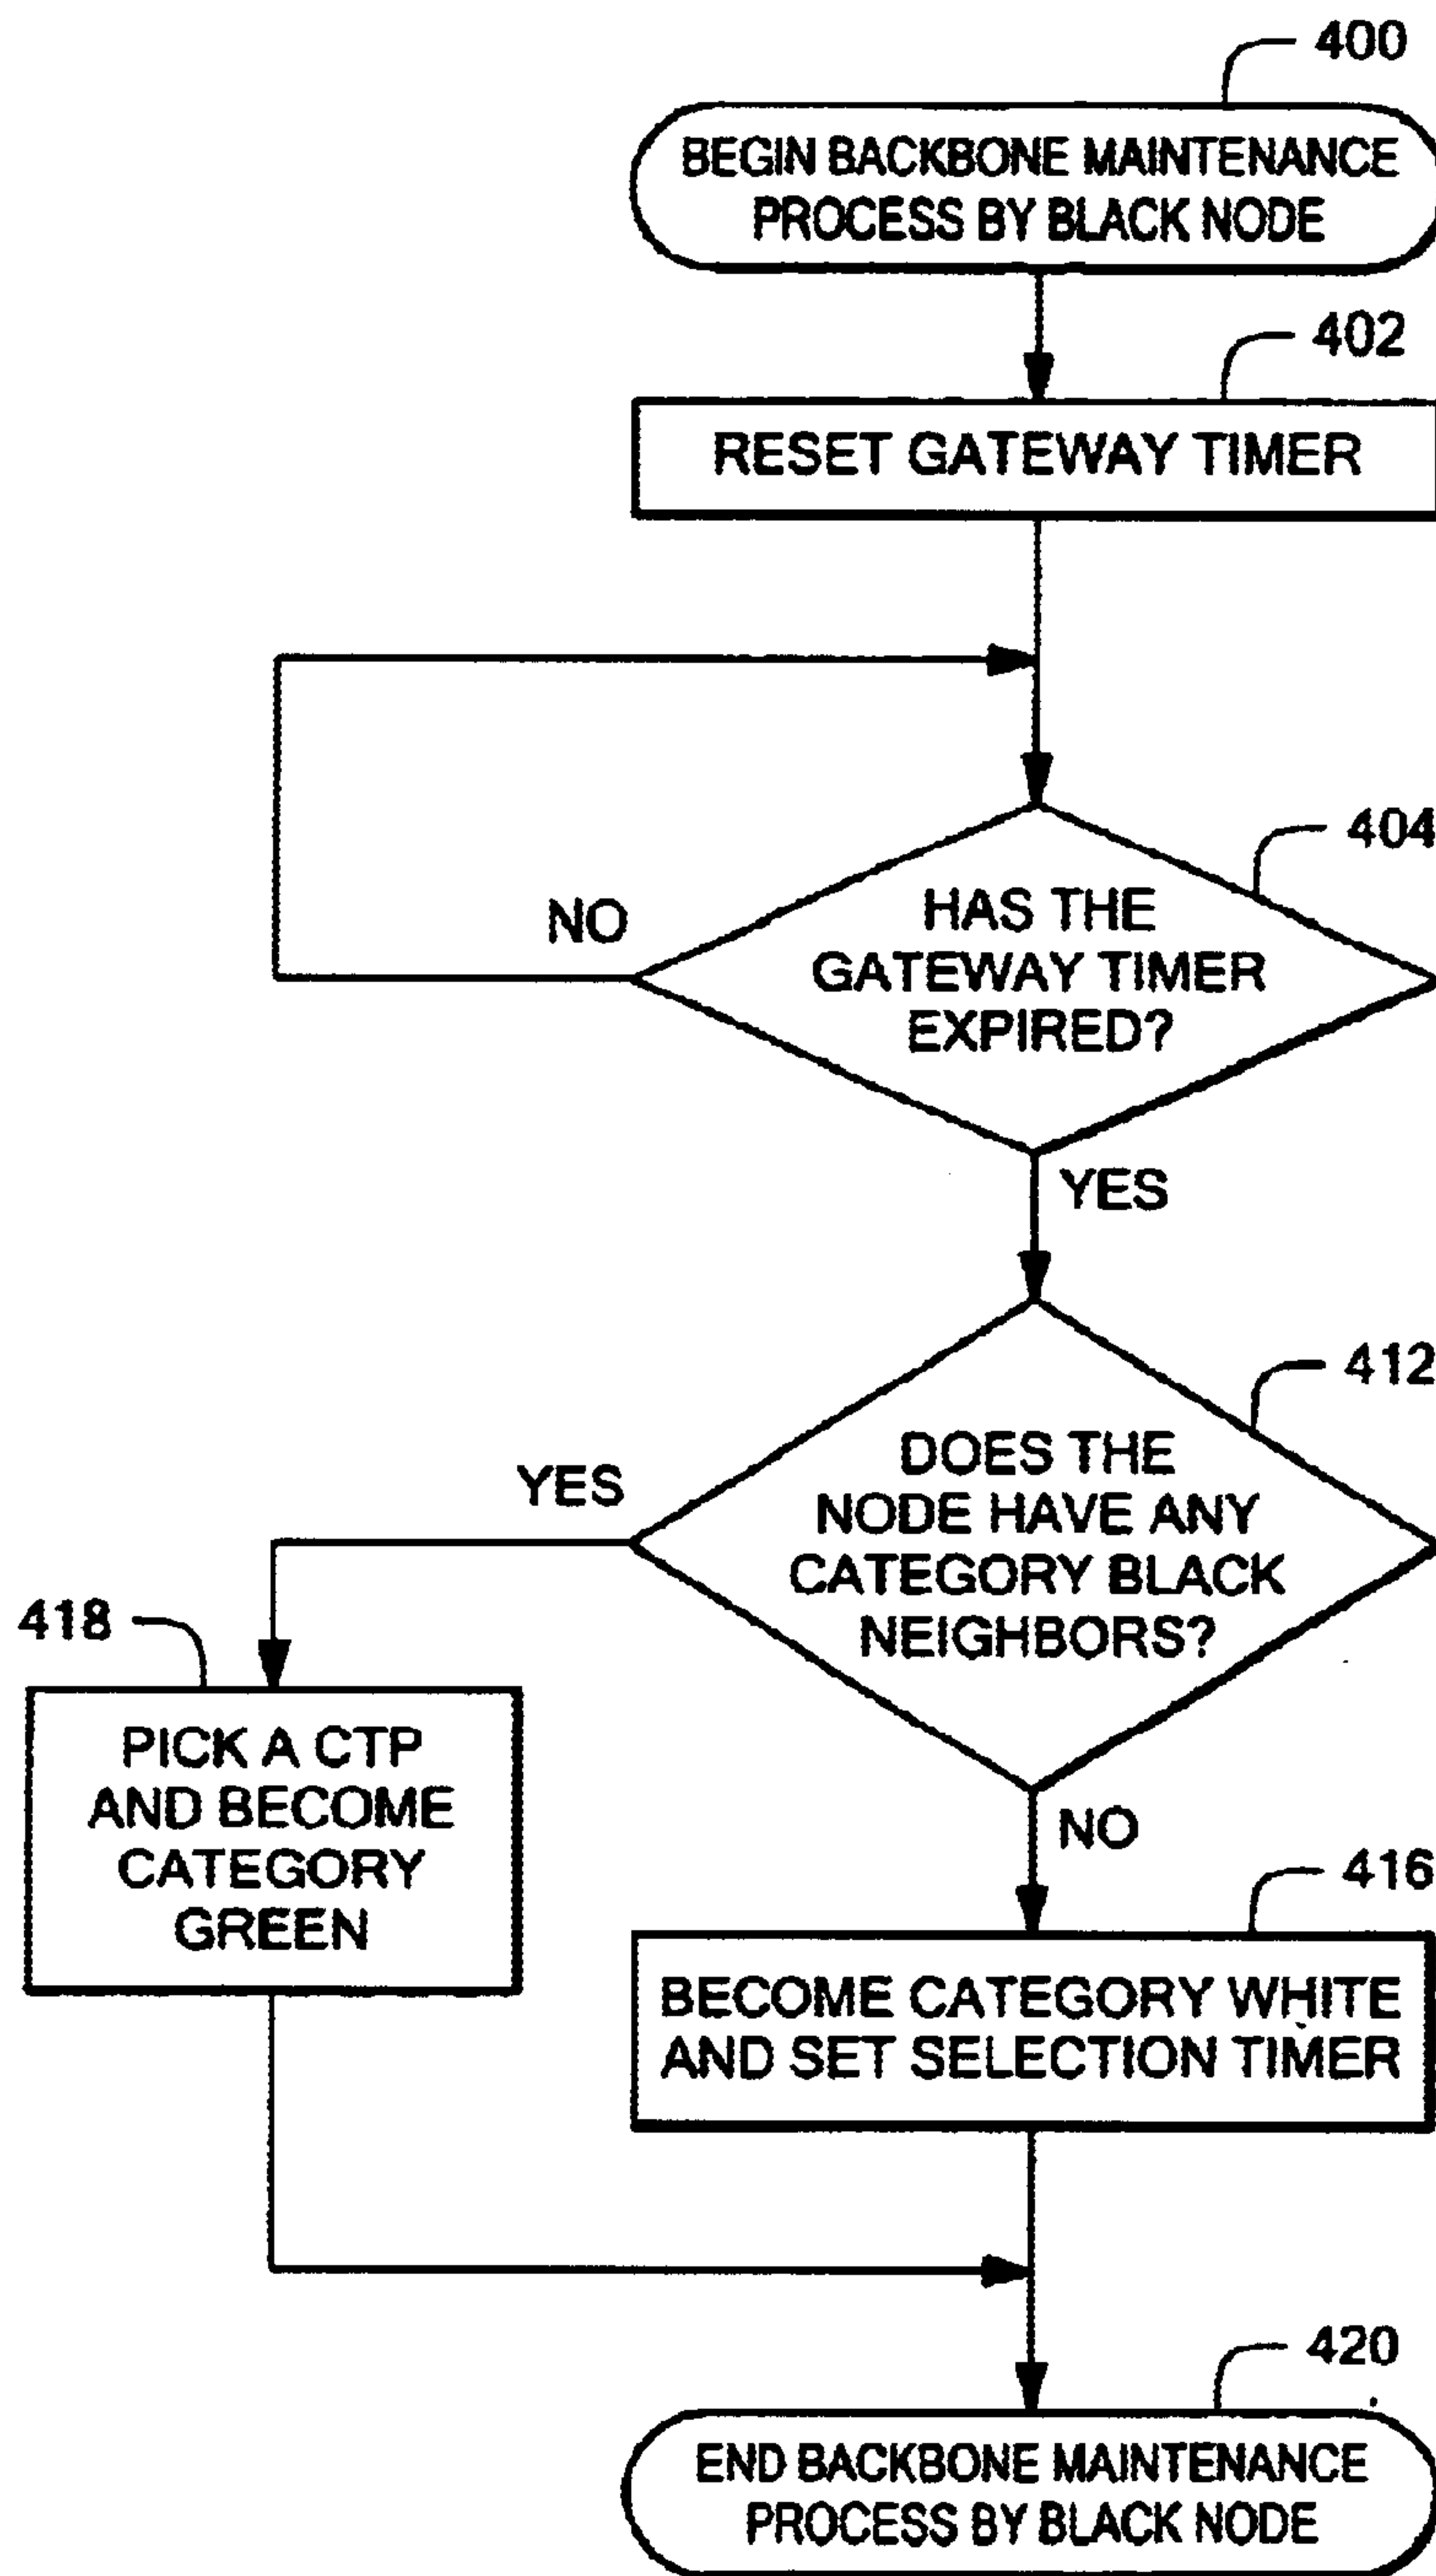 400
BEGIN BACKBONE MAINTENANCE
PROCESS BY BLACK NODE
402
RESET GATEWAY TIMER
404
HAS THE
GATEWAY TIMER
EXPIRED?
NO
YES
412
DOES THE
NODE HAVE ANY
CATEGORY BLACK
NEIGHBORS?
YES
418
PICK A CTP
AND BECOME
CATEGORY
GREEN
NO
416
BECOME CATEGORY WHITE
AND SET SELECTION TIMER
420
END BACKBONE MAINTENANCE
PROCESS BY BLACK NODE